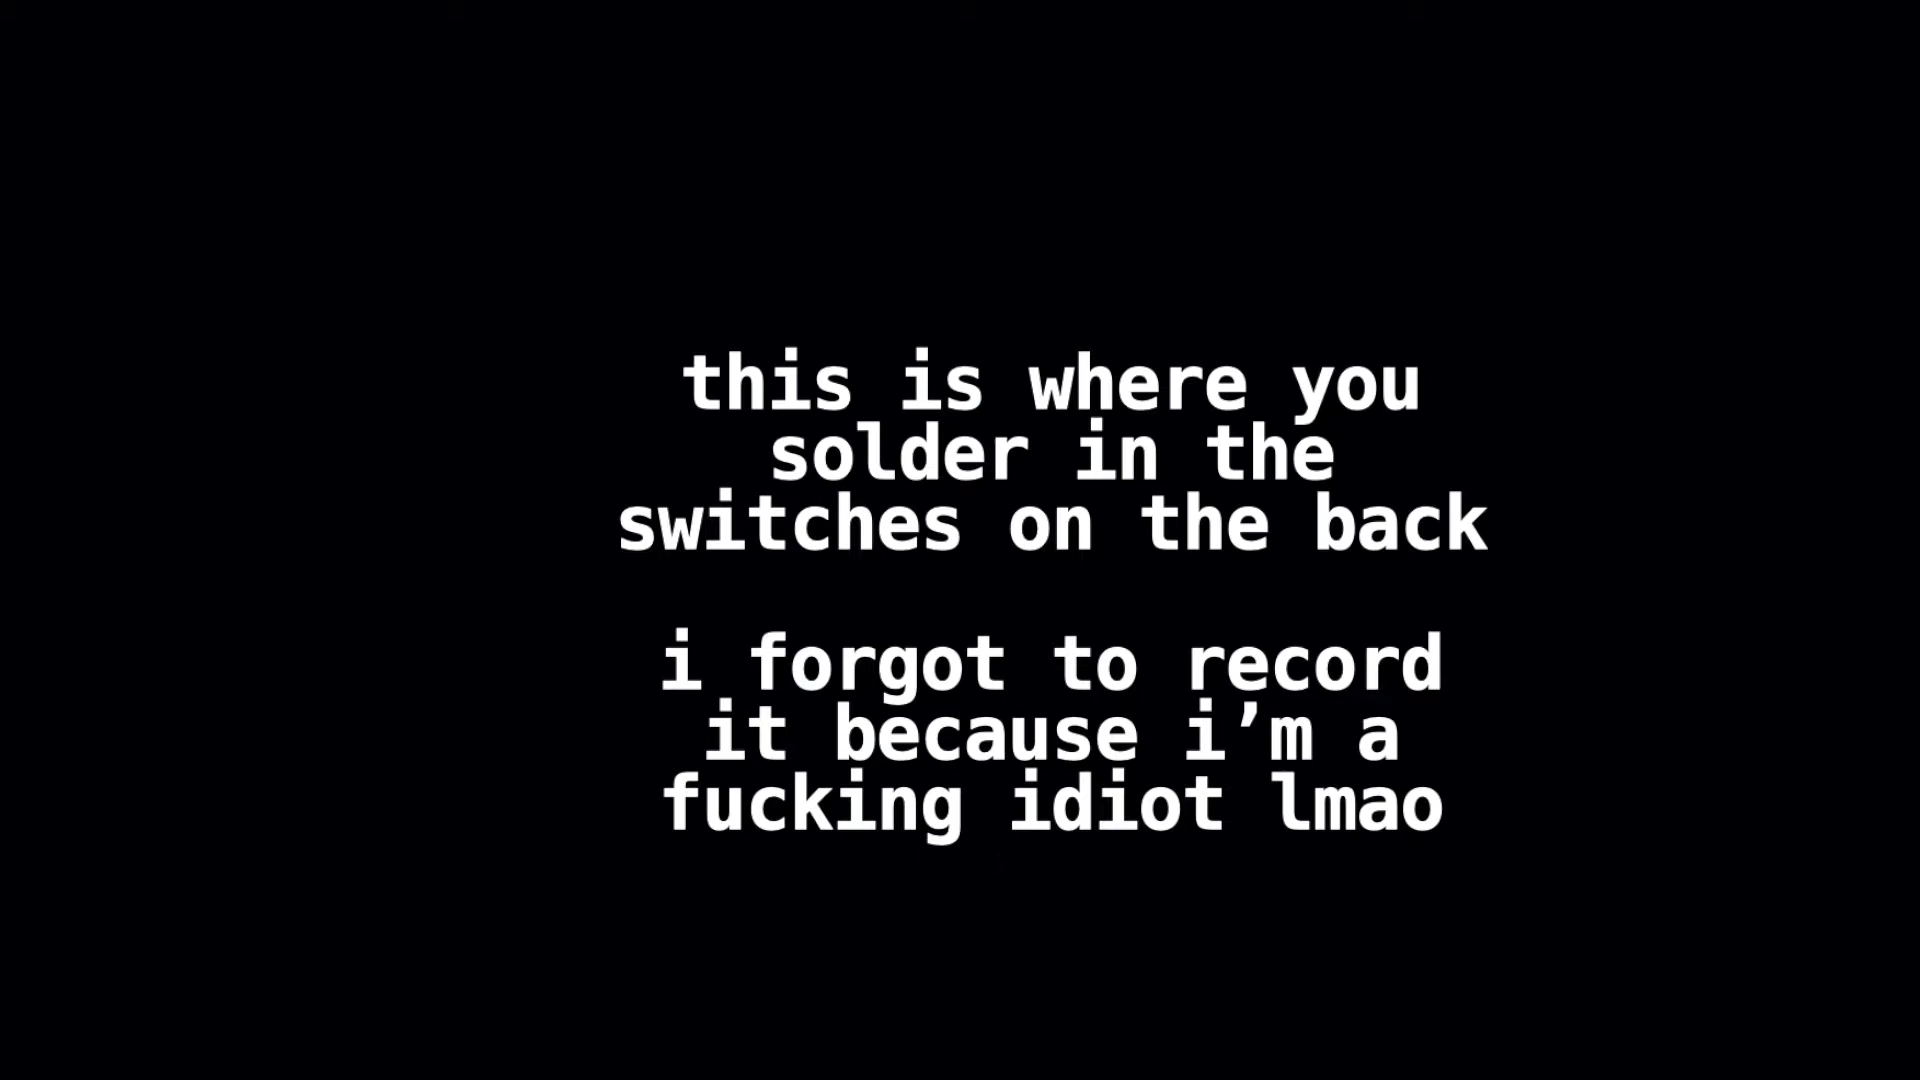 this is where you
solder in the
switches on the back
i forgot to record
it because i’m a
fucking idiot lmao